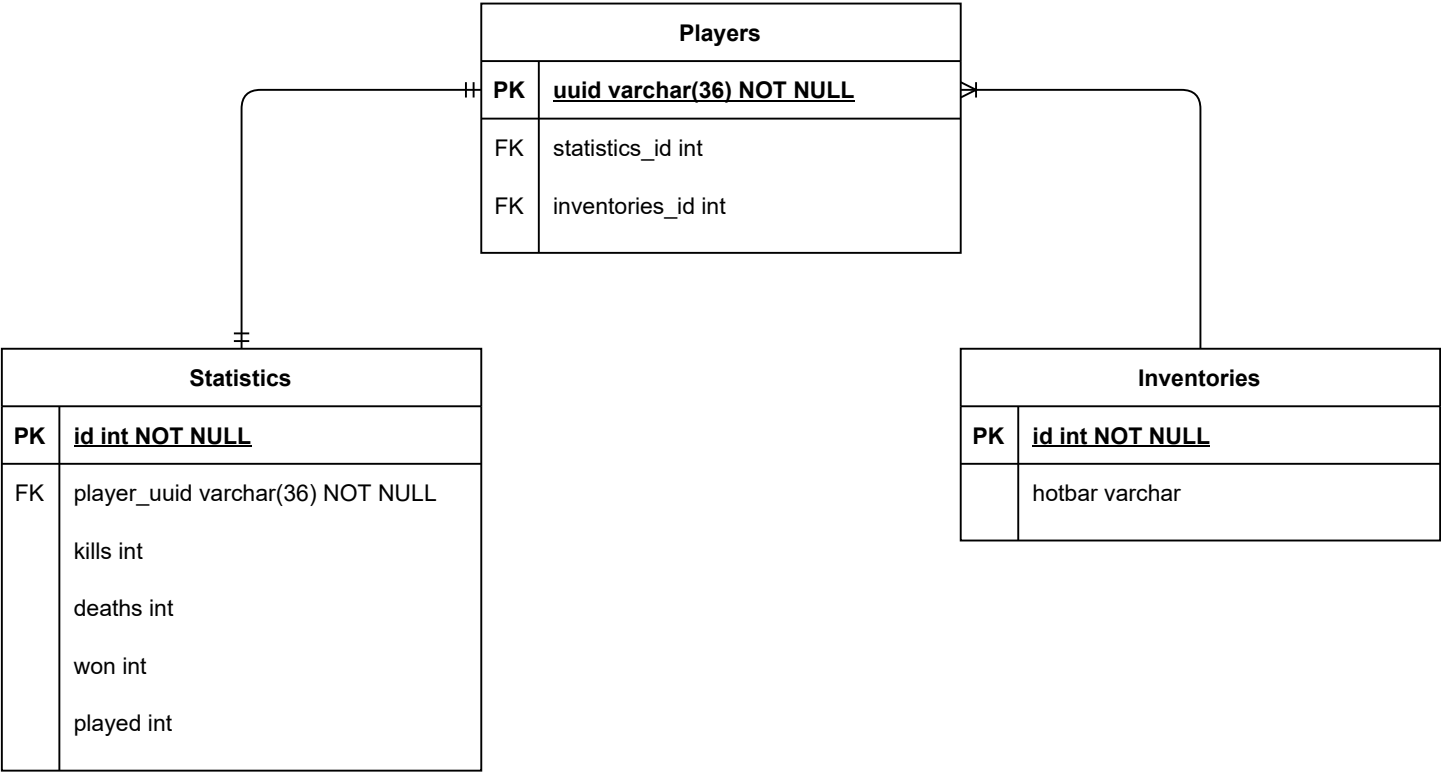 Players
PK uuid varchar(36) NOT NULL
FK statistics_id int
FK inventories_id int
Statistics
PK id int NOT NULL
FK player_uuid varchar(36) NOT NULL
kills int
deaths int
won int
played int
Inventories
PK id int NOT NULL
hotbar varchar